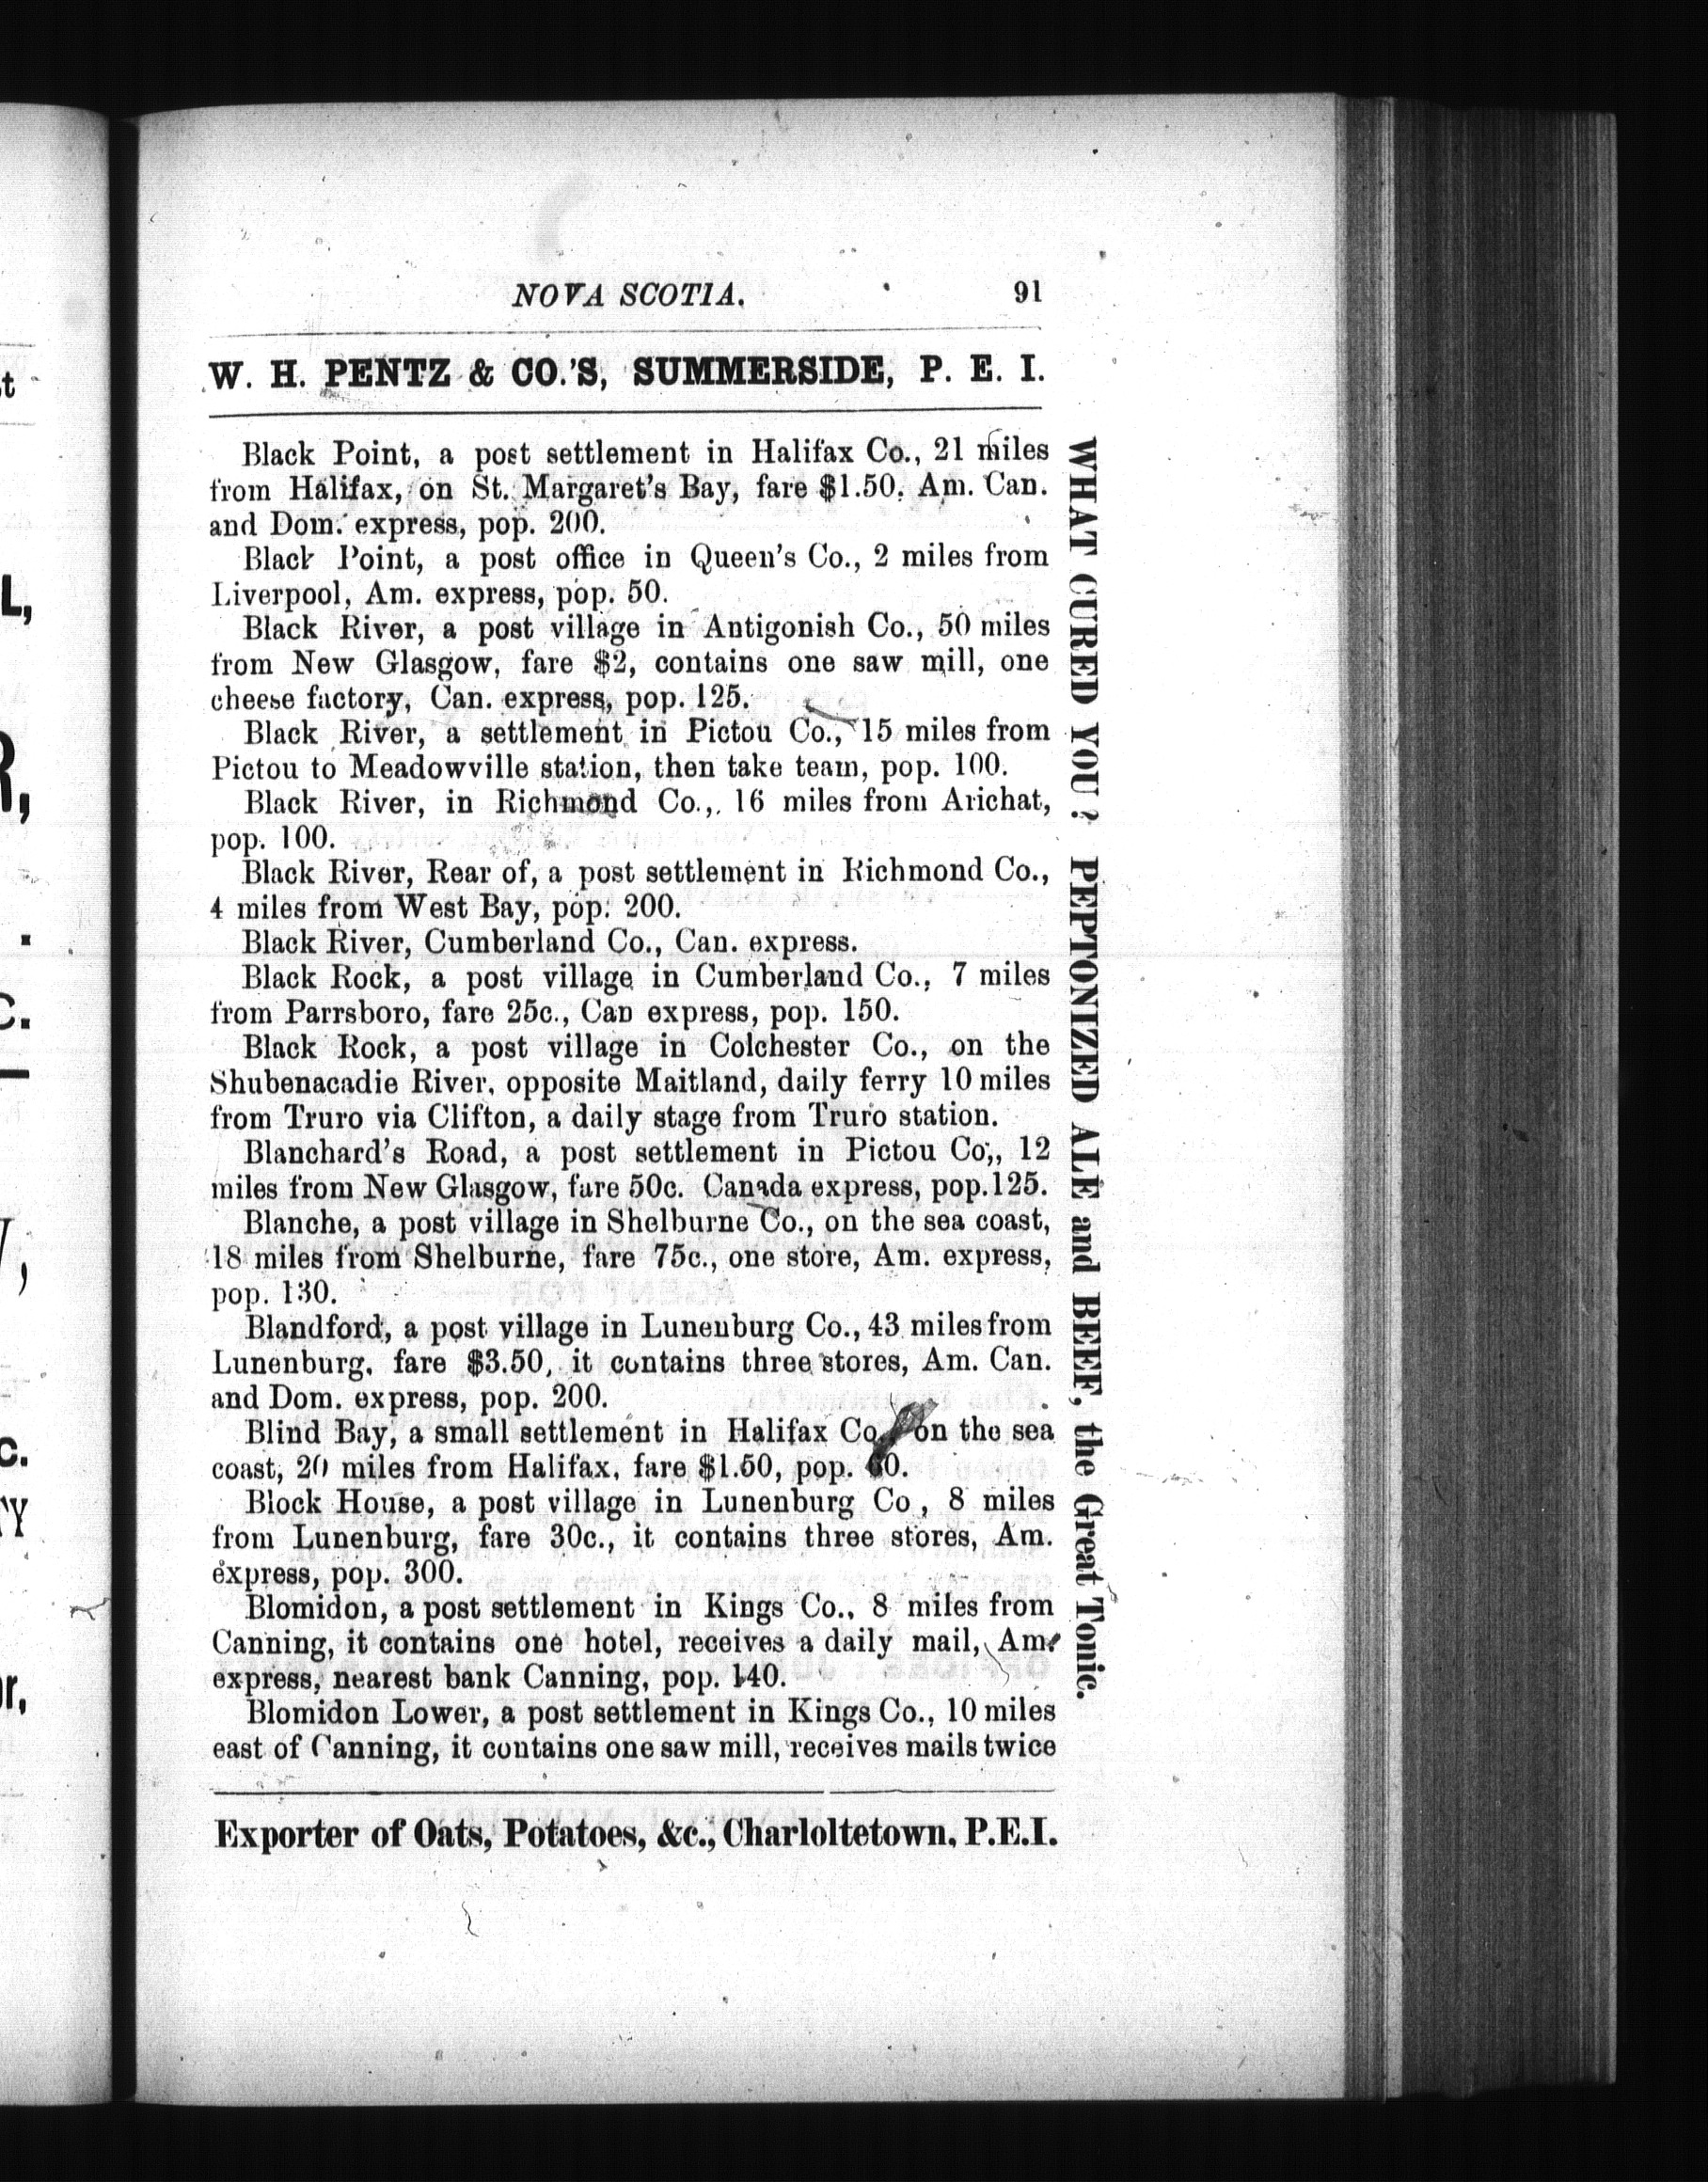 NOVA SCOTIA. 91
W. H. PENTZ & CO.'S, SUMMERSIDE, P. E. I.
Black Point, a post settlement in Halifax Co., 21 miles
from Halifax, on St. Margaret's Bay, fare $1.50. Am. Can.
and Dom. express, pop. 200.
Black Point, a post office in Queen's Co., 2 miles from
Liverpool, Am. express, pop. 50.
Black River, a post village in Antigonish Co., 50 miles
from New Glasgow, fare $2, contains one saw mill, one
cheese factory, Can. express, pop. 125.
Black River, a settlement in Pictou Co., 15 miles from
Pictou to Meadowville station, then take team, pop. 100.
Black River, in Richmond Co., 16 miles from Arichat,
pop. 100.
Black River, Rear of, a post settlement in Richmond Co.,
4 miles from West Bay, pop. 200.
Black River, Cumberland Co., Can. express.
Black Rock, a post village in Cumberland Co., 7 miles
from Parrsboro, fare 25c., Can express, pop. 150.
Black Rock, a post village in Colchester Co., on the
Shubenacadie River, opposite Maitland, daily ferry 10 miles
from Truro via Clifton, a daily stage from Truro station.
Blanchard's Road, a post settlement in Pictou Co;, 12
miles from New Glasgow, fare 50c. Canada express, pop. 125.
Blanche, a post village in Shelburne Co., on the sea coast,
18 miles from Shelburne, fare 75c., one store, Am. express,
pop. 130.
Blandford, a post village in Lunenburg Co., 43 miles from
Lunenburg, fare $3.50, it contains three stores, Am. Can.
and Dom. express, pop. 200.
Blind Bay, a small settlement in Halifax Co., on the sea
coast, 20 miles from Halifax, fare $1.50, pop.
Block House, a post village in Lunenburg Co , 8 miles
from Lunenburg, fare 30c., it contains three stores, Am.
express, pop. 300.
Blomidon, a post settlement in Kings Co., 8 miles from
Canning, it contains one hotel, receives a daily mail, Am.
express, nearest bank Canning, pop. 140.
Blomidon Lower, a post settlement in Kings Co., 10 miles
east of Canning, it contains one saw mill, receives mails twice
Exporter of Oats, Potatoes, &c., Charloltetown, P.E.I.
WHAT CURED YOU? PEPTONIZED ALE and BEEF, the Great Tonic.